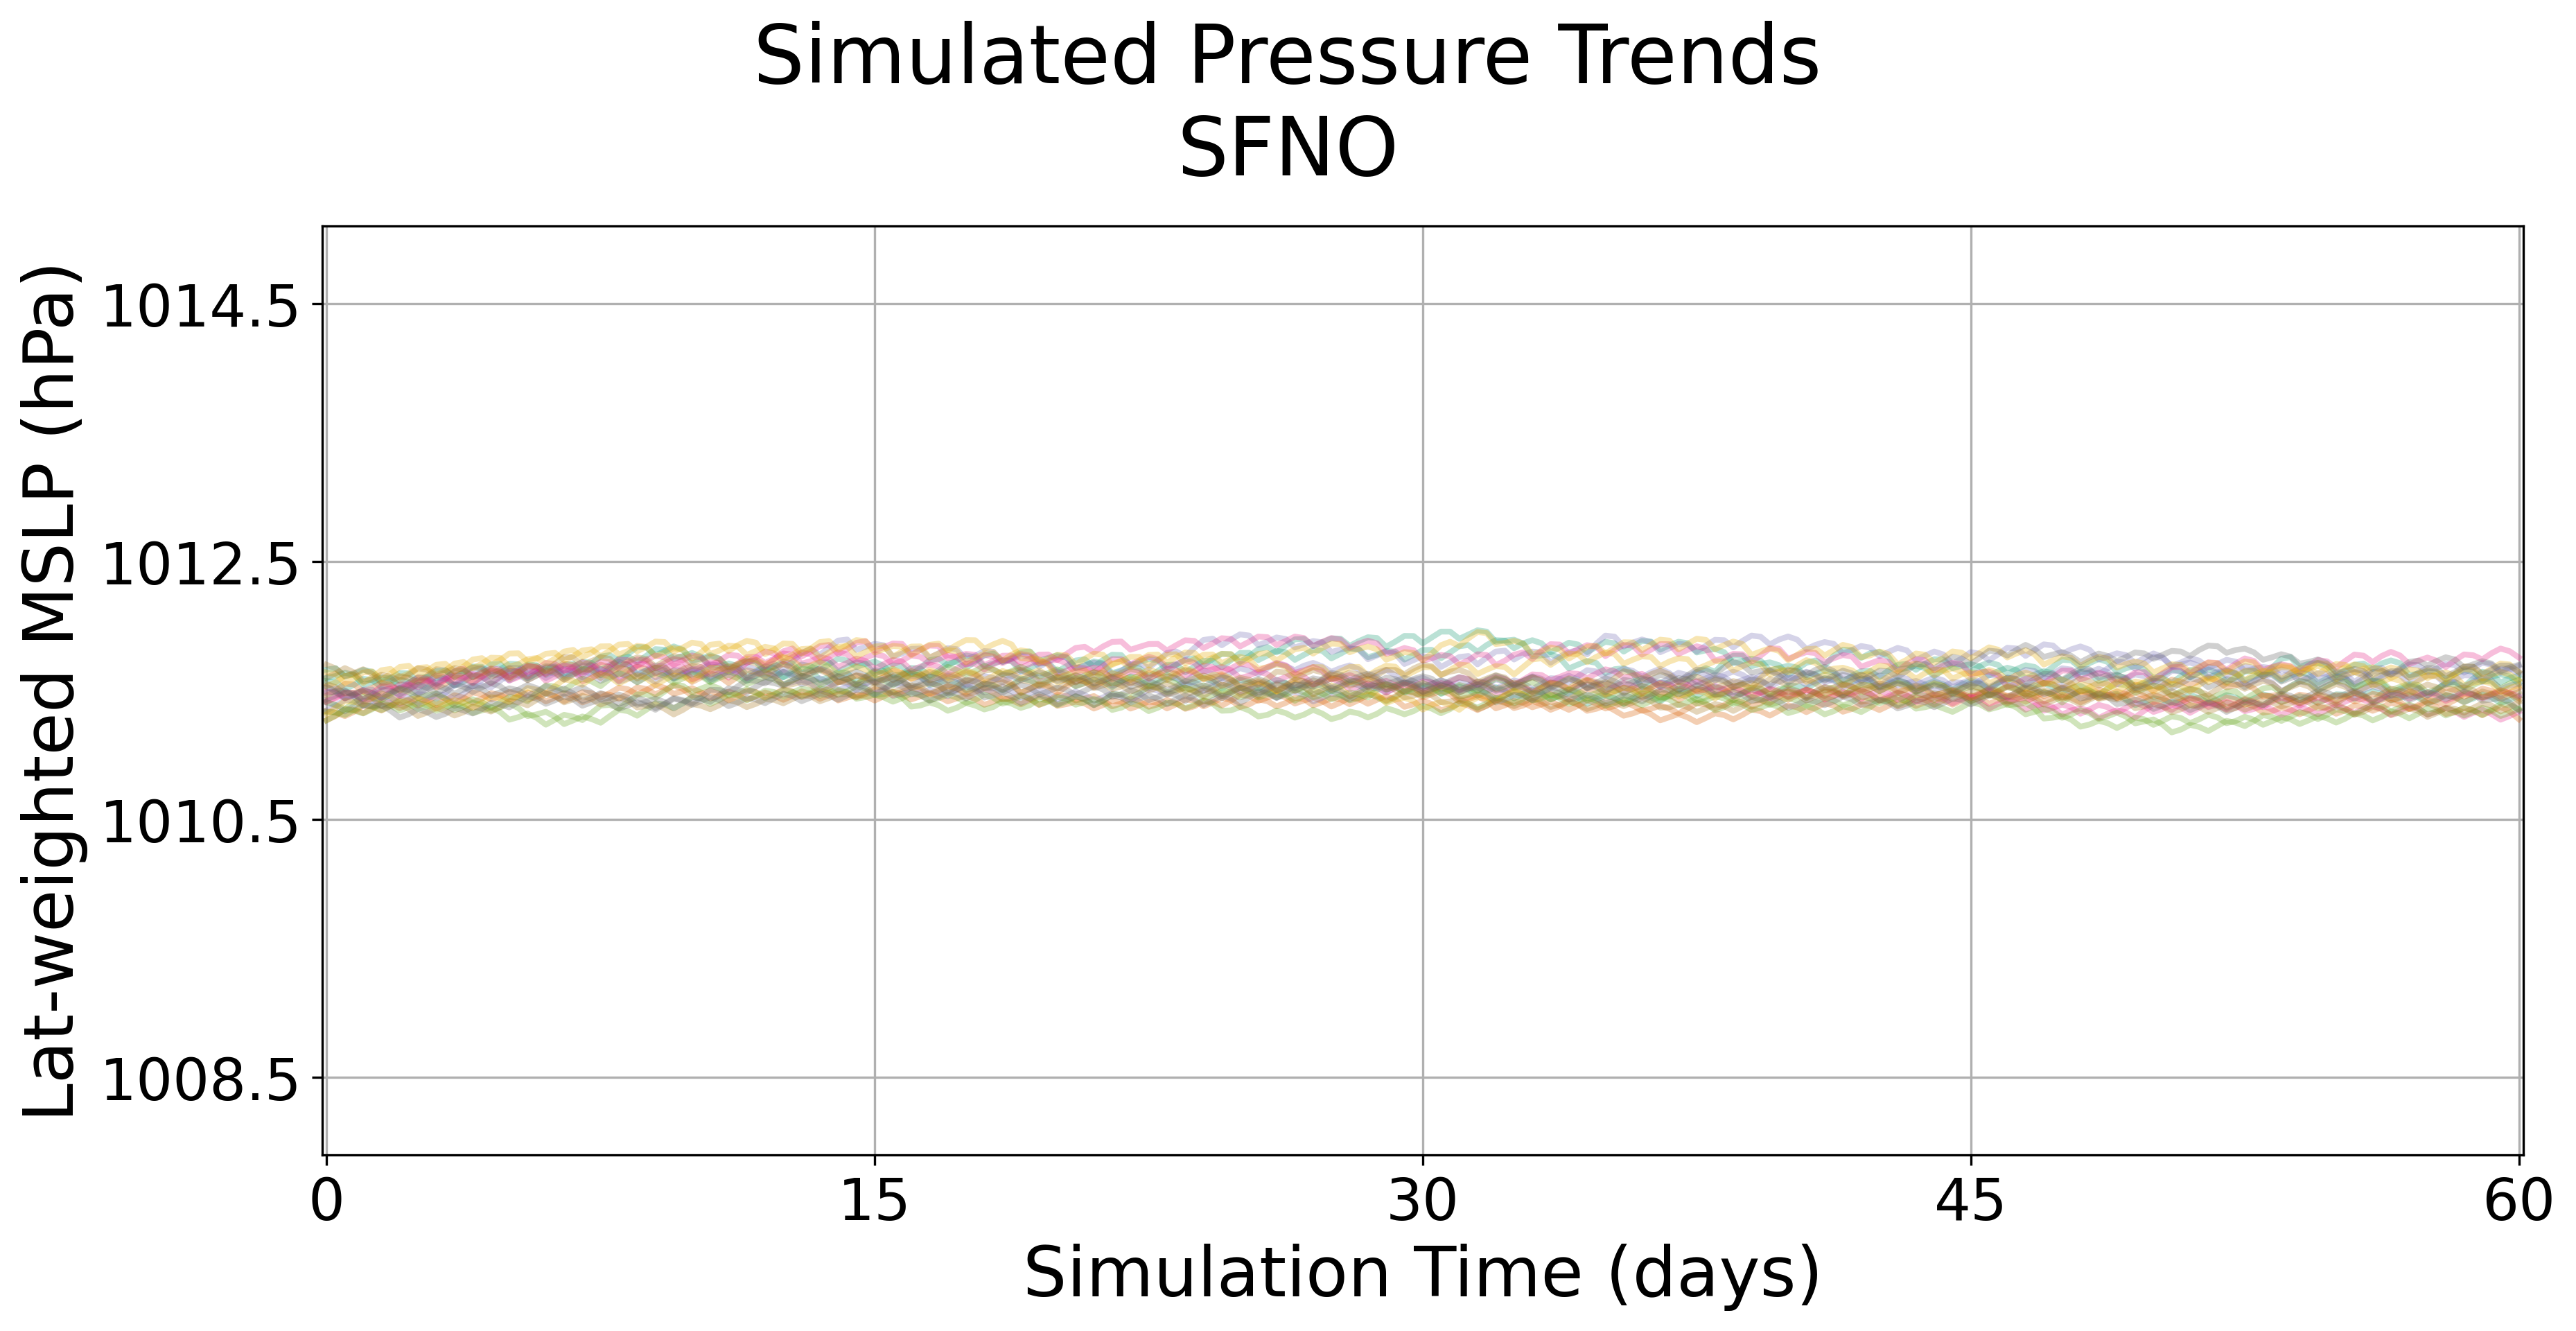 Simulated Pressure Trends
SFNO
Lat-weighted MSLP (hPa)
1014.5
1012.5
1010.5
1008.5
0 15 30 45 60
Simulation Time (days)